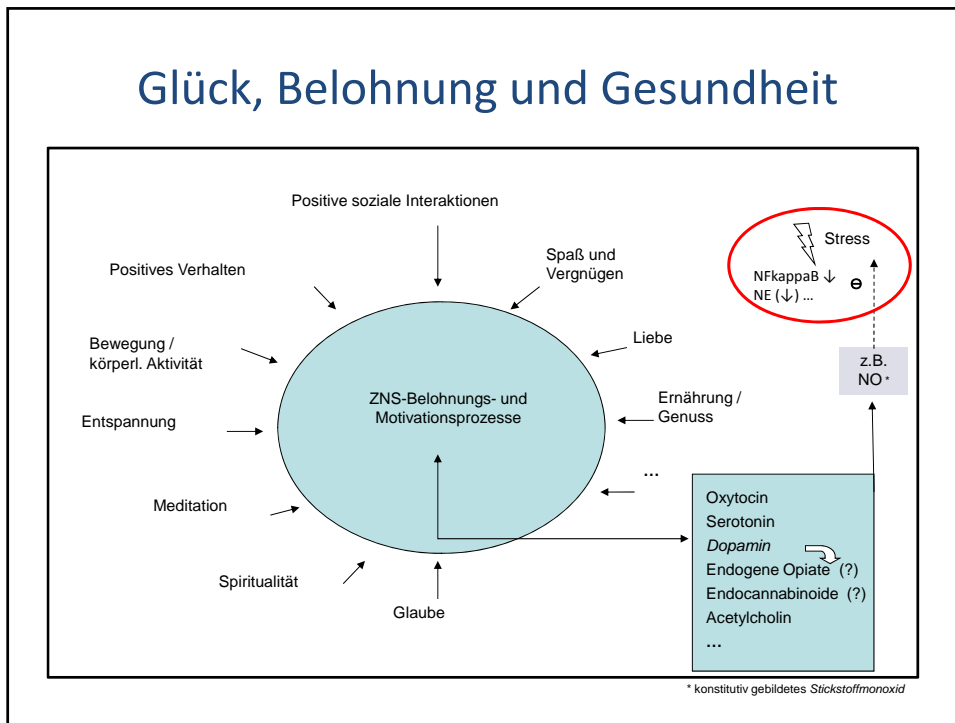 Glück, Belohnung und Gesundheit
Positive soziale Interaktionen
Spaß und
Vergnügen
Positives Verhalten
Liebe
Bewegung /
körperl. Aktivität
Ernährung /
Genuss
Entspannung
...
Meditation
Spiritualität
Glaube
ZNS-Belohnungs- und
Motivationsprozesse
Stress
NFkappaB ↓
NE (↓) ...
⊖
z.B.
NO *
Oxytocin
Serotonin
Dopamin
Endogene Opiate (?)
Endocannabinoide (?)
Acetylcholin
...
* konstitutiv gebildetes Stickstoffmonoxid